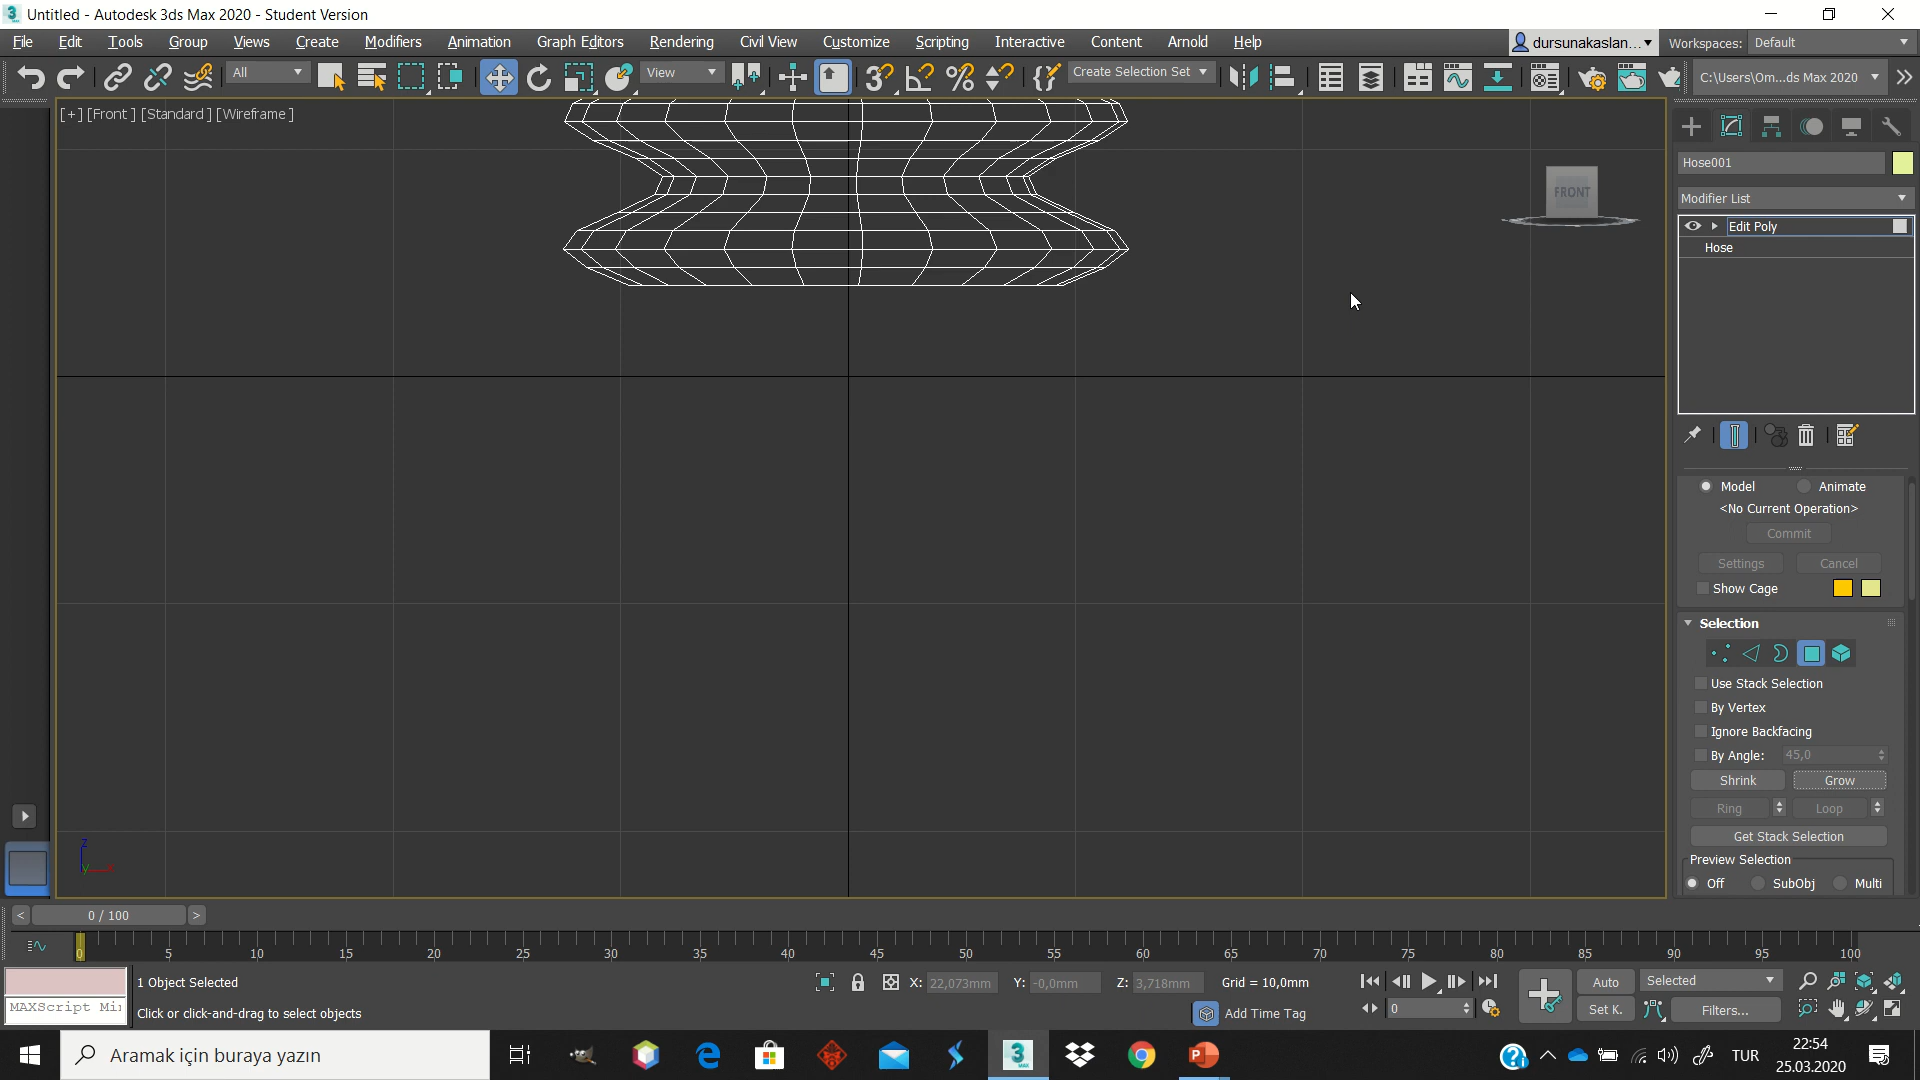 Untitled - Autodesk 3ds Max 2020 - Student Version
File Edit Tools Group Views Create Modifiers Animation Graph Editors Rendering Civil View Customize Scripting Interactive Content Arnold Help
dursunakaslan... Workspaces: Default
All View Create Selection Set C:\Users\Om...ds Max 2020
[+] [Front ] [Standard ] [Wireframe ]
FRONT
Hose001
Modifier List
Edit Poly
Hose
Model Animate
<No Current Operation>
Commit
Settings Cancel
Show Cage
Selection
Use Stack Selection
By Vertex
Ignore Backfacing
By Angle: 45,0
Shrink Grow
Ring Loop
Get Stack Selection
Preview Selection
Off SubObj Multi
z
y
< 0 / 100 >
0 5 10 15 20 25 30 35 40 45 50 55 60 65 70 75 80 85 90 95 100
1 Object Selected X: 22,073mm Y: -0,0mm Z: 3,718mm Grid = 10,0mm Auto Selected
MAXScript Mi Click or click-and-drag to select objects Add Time Tag 0 Set K. Filters...
Aramak için buraya yazın
TUR
22:54
25.03.2020